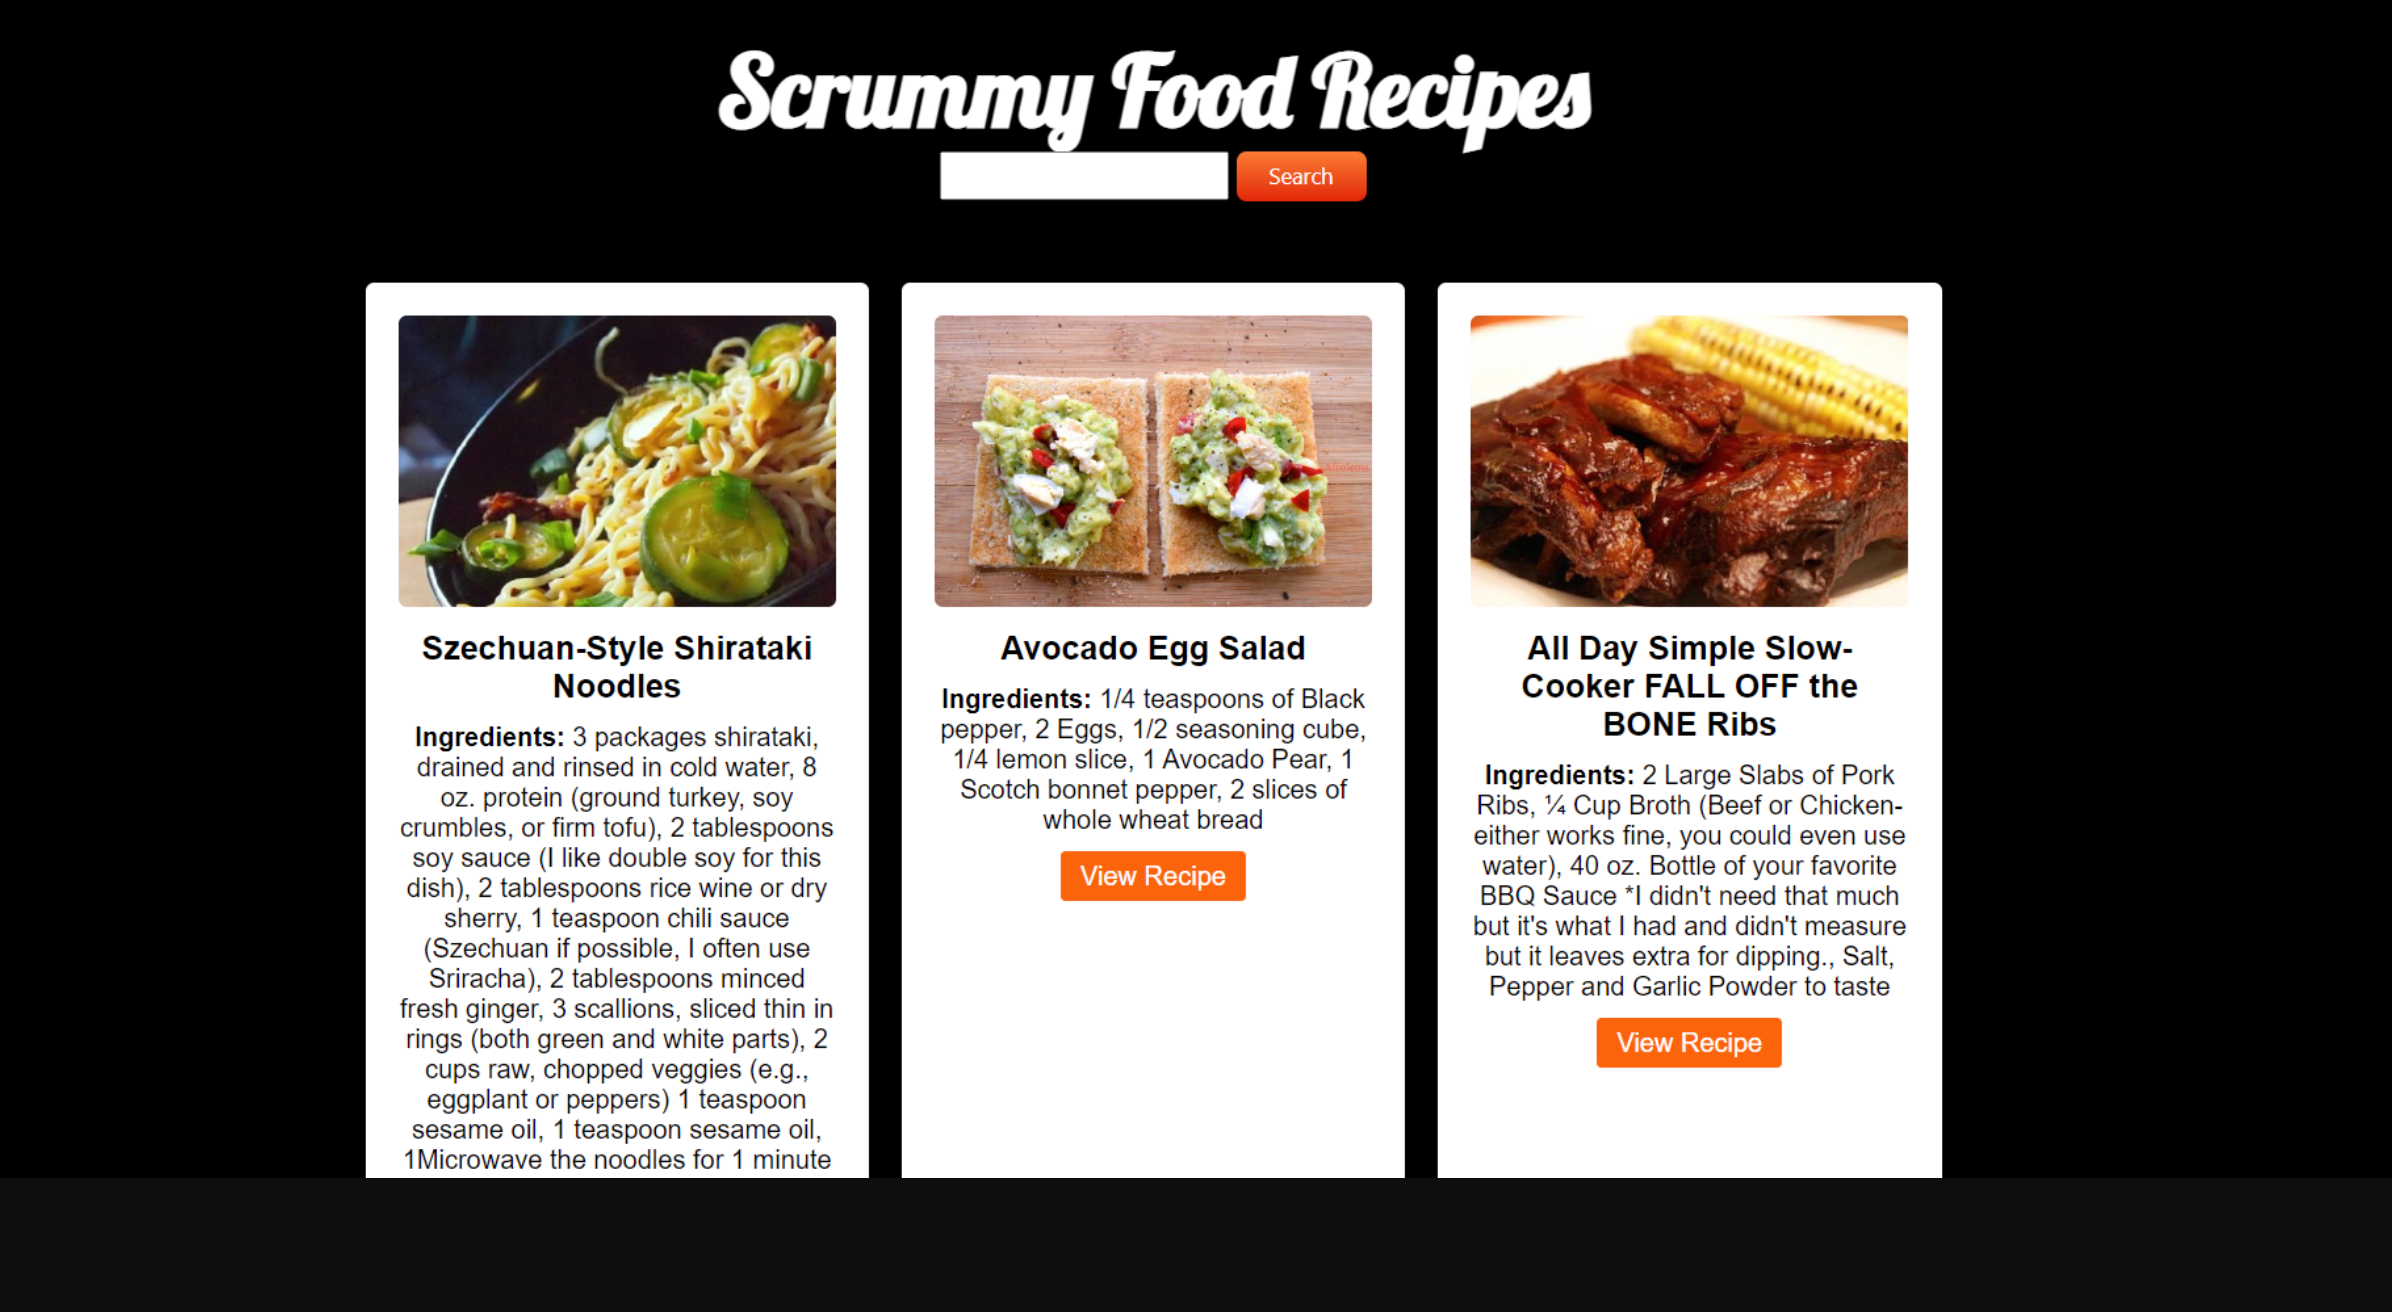 Scrummy Food Recipes
Search
Szechuan-Style Shirataki
Noodles
Ingredients: 3 packages shirataki,
drained and rinsed in cold water, 8
oz. protein (ground turkey, soy
crumbles, or firm tofu), 2 tablespoons
soy sauce (I like double soy for this
dish), 2 tablespoons rice wine or dry
sherry, 1 teaspoon chili sauce
(Szechuan if possible, I often use
Sriracha), 2 tablespoons minced
fresh ginger, 3 scallions, sliced thin in
rings (both green and white parts), 2
cups raw, chopped veggies (e.g.,
eggplant or peppers) 1 teaspoon
sesame oil, 1 teaspoon sesame oil,
1Microwave the noodles for 1 minute
Avocado Egg Salad
Ingredients: 1/4 teaspoons of Black
pepper, 2 Eggs, 1/2 seasoning cube,
1/4 lemon slice, 1 Avocado Pear, 1
Scotch bonnet pepper, 2 slices of
whole wheat bread
View Recipe
All Day Simple Slow-
Cooker FALL OFF the
BONE Ribs
Ingredients: 2 Large Slabs of Pork
Ribs, ¼ Cup Broth (Beef or Chicken-
either works fine, you could even use
water), 40 oz. Bottle of your favorite
BBQ Sauce *I didn't need that much
but it's what I had and didn't measure
but it leaves extra for dipping., Salt,
Pepper and Garlic Powder to taste
View Recipe